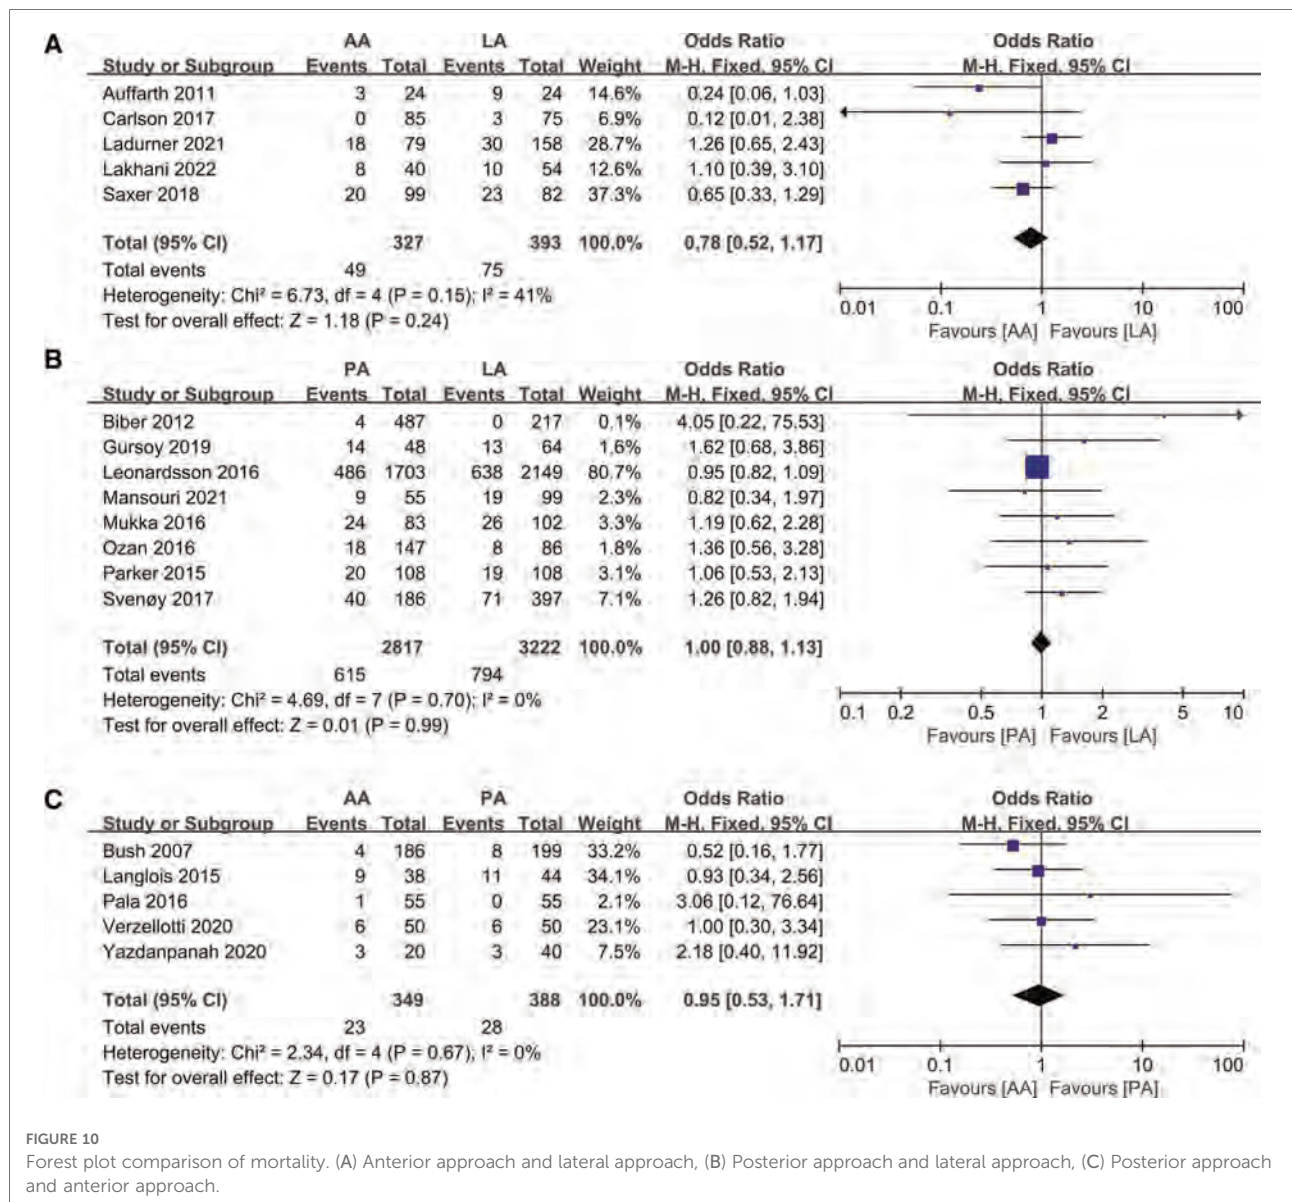 A
AA LA Odds Ratio Odds Ratio
Study or Subgroup Events Total Events Total Weight M-H, Fixed, 95% CI M-H, Fixed, 95% CI
Auffarth 2011 3 24 9 24 14.6% 0.24 [0.06, 1.03]
Carlson 2017 0 85 3 75 6.9% 0.12 [0.01, 2.38]
Ladurner 2021 18 79 30 158 28.7% 1.26 [0.65, 2.43]
Lakhani 2022 8 40 10 54 12.6% 1.10 [0.39, 3.10]
Saxer 2018 20 99 23 82 37.3% 0.65 [0.33, 1.29]
Total (95% CI) 327 393 100.0% 0.78 [0.52, 1.17]
Total events 49 75
Heterogeneity: Chi² = 6.73, df = 4 (P = 0.15); I² = 41%
Test for overall effect: Z = 1.18 (P = 0.24)
0.01 0.1 1 10 100
Favours [AA] Favours [LA]
B
PA LA Odds Ratio Odds Ratio
Study or Subgroup Events Total Events Total Weight M-H, Fixed, 95% CI M-H, Fixed, 95% CI
Biber 2012 4 487 0 217 0.1% 4.05 [0.22, 75.53]
Gursoy 2019 14 48 13 64 1.6% 1.62 [0.68, 3.86]
Leonardsson 2016 486 1703 638 2149 80.7% 0.95 [0.82, 1.09]
Mansouri 2021 9 55 19 99 2.3% 0.82 [0.34, 1.97]
Mukka 2016 24 83 26 102 3.3% 1.19 [0.62, 2.28]
Ozan 2016 18 147 8 86 1.8% 1.36 [0.56, 3.28]
Parker 2015 20 108 19 108 3.1% 1.06 [0.53, 2.13]
Svenøy 2017 40 186 71 397 7.1% 1.26 [0.82, 1.94]
Total (95% CI) 2817 3222 100.0% 1.00 [0.88, 1.13]
Total events 615 794
Heterogeneity: Chi² = 4.69, df = 7 (P = 0.70); I² = 0%
Test for overall effect: Z = 0.01 (P = 0.99)
0.1 0.2 0.5 1 2 5 10
Favours [PA] Favours [LA]
C
AA PA Odds Ratio Odds Ratio
Study or Subgroup Events Total Events Total Weight M-H, Fixed, 95% CI M-H, Fixed, 95% CI
Bush 2007 4 186 8 199 33.2% 0.52 [0.16, 1.77]
Langlois 2015 9 38 11 44 34.1% 0.93 [0.34, 2.56]
Pala 2016 1 55 0 55 2.1% 3.06 [0.12, 76.64]
Verzellotti 2020 6 50 6 50 23.1% 1.00 [0.30, 3.34]
Yazdanpanah 2020 3 20 3 40 7.5% 2.18 [0.40, 11.92]
Total (95% CI) 349 388 100.0% 0.95 [0.53, 1.71]
Total events 23 28
Heterogeneity: Chi² = 2.34, df = 4 (P = 0.67); I² = 0%
Test for overall effect: Z = 0.17 (P = 0.87)
0.01 0.1 1 10 100
Favours [AA] Favours [PA]
FIGURE 10
Forest plot comparison of mortality. (A) Anterior approach and lateral approach, (B) Posterior approach and lateral approach, (C) Posterior approach
and anterior approach.